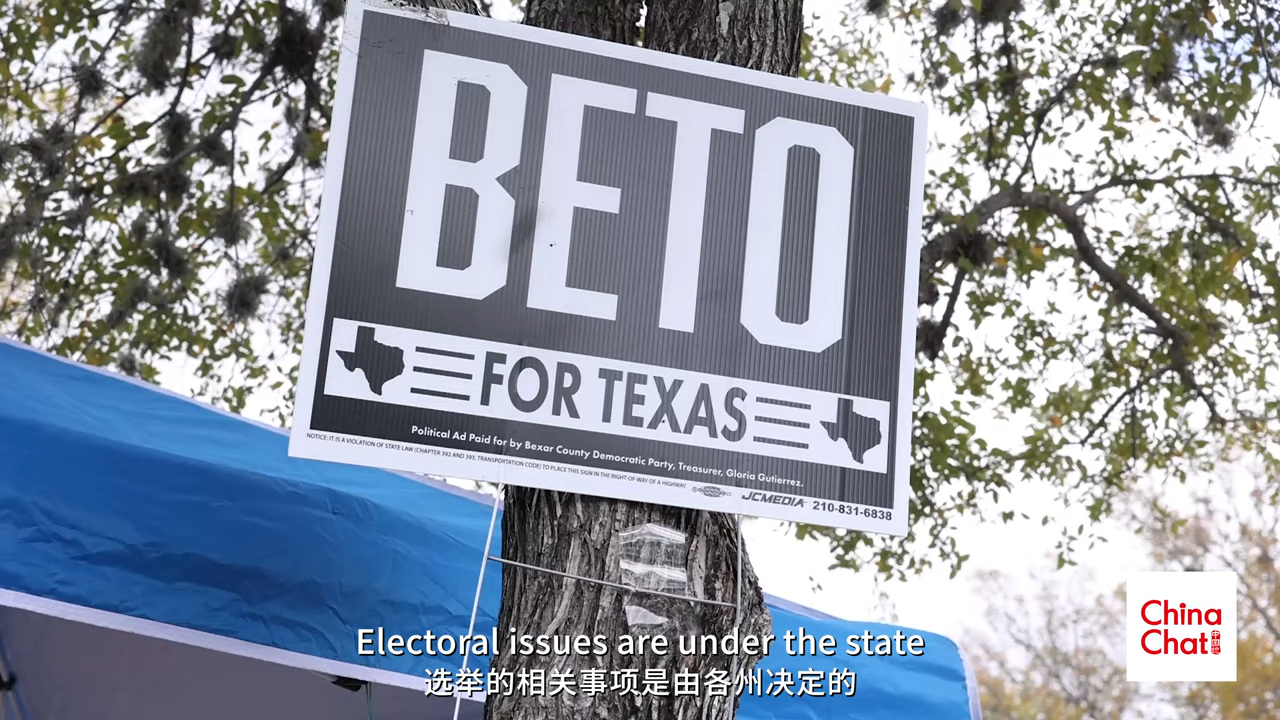 BETO
FOR TEXAS
Political Ad Paid for by Bexar County Democratic Party, Treasurer, Gloria Gutierrez.
NOTICE: IT IS A VIOLATION OF STATE LAW (CHAPTER 392 AND 393, TRANSPORTATION CODE) TO PLACE THIS SIGN IN THE RIGHT-OF-WAY OF A HIGHWAY.
JCMEDIA 210-831-6838
China
Chat
Electoral issues are under the state
选举的相关事项是由各州决定的